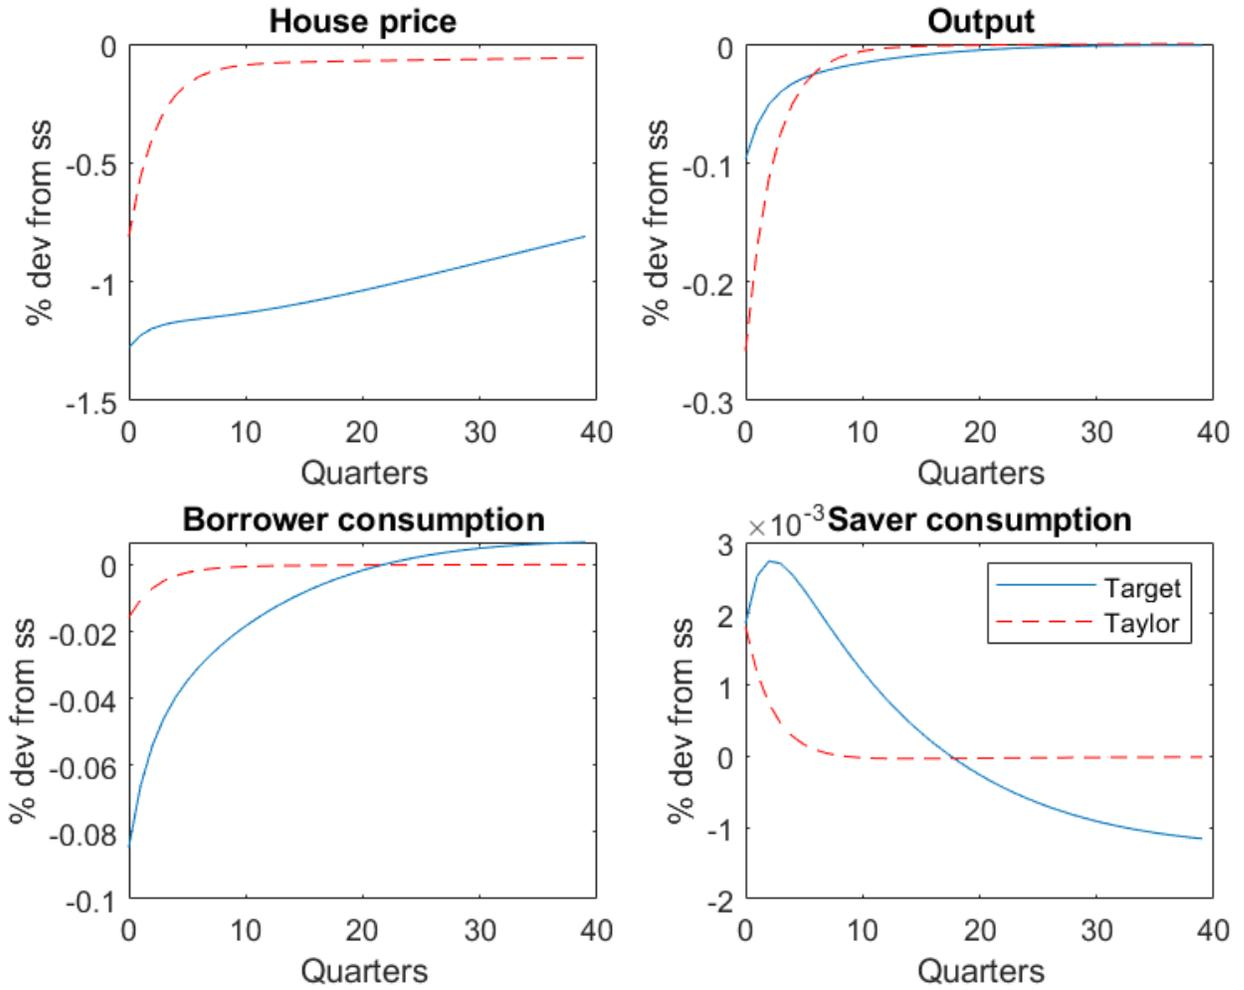 House price
% dev from ss
0
-0.5
-1
-1.5
0 10 20 30 40
Quarters
Output
% dev from ss
0
-0.1
-0.2
-0.3
0 10 20 30 40
Quarters
Borrower consumption
% dev from ss
0
-0.02
-0.04
-0.06
-0.08
-0.1
0 10 20 30 40
Quarters
×10⁻³ Saver consumption
% dev from ss
3
2
1
0
-1
-2
Target
Taylor
0 10 20 30 40
Quarters